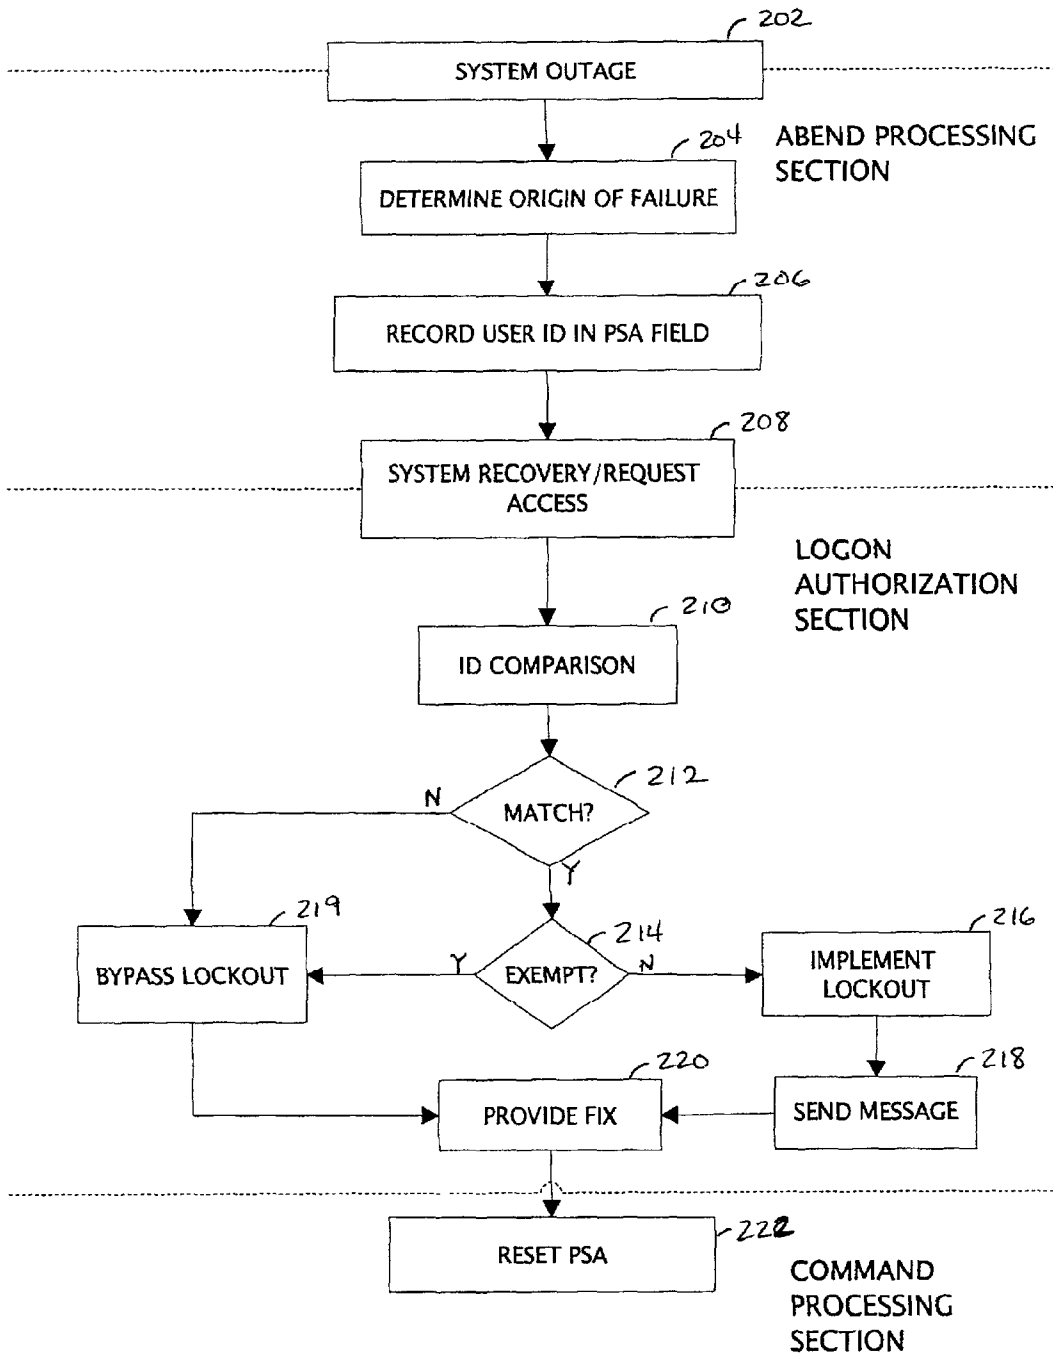 202
SYSTEM OUTAGE
ABEND PROCESSING
SECTION
204
DETERMINE ORIGIN OF FAILURE
206
RECORD USER ID IN PSA FIELD
208
SYSTEM RECOVERY/REQUEST
ACCESS
LOGON
AUTHORIZATION
SECTION
210
ID COMPARISON
212
MATCH?
N
Y
219
BYPASS LOCKOUT
214
EXEMPT?
Y
N
216
IMPLEMENT
LOCKOUT
218
SEND MESSAGE
220
PROVIDE FIX
222
RESET PSA
COMMAND
PROCESSING
SECTION